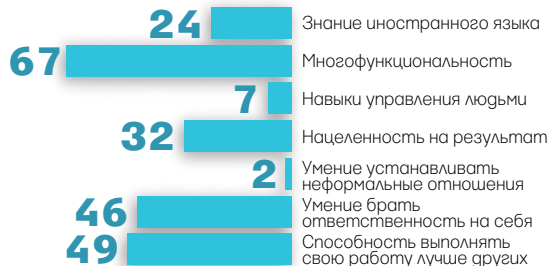 24 Знание иностранного языка
67 Многофункциональность
7 Навыки управления людьми
32 Нацеленность на результат
2 Умение устанавливать
неформальные отношения
46 Умение брать
ответственность на себя
49 Способность выполнять
свою работу лучше других